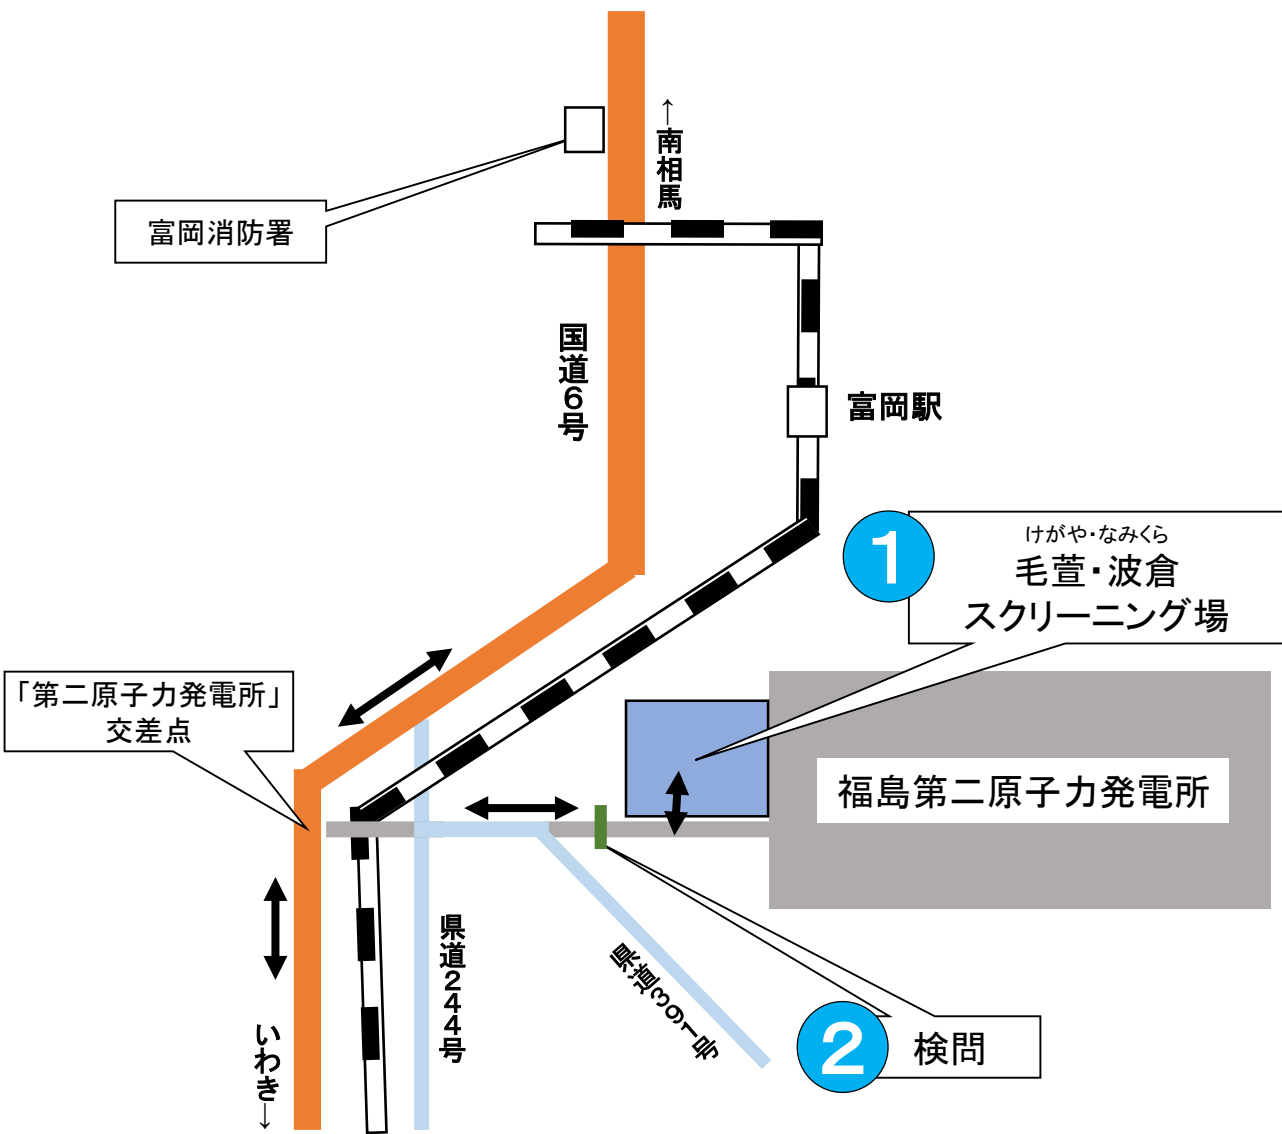 ↑南相馬
富岡消防署
国道6号
富岡駅
1
けがや・なみくら
毛萱・波倉
スクリーニング場
「第二原子力発電所」
交差点
福島第二原子力発電所
県道244号
県道391号
いわき↓
2
検問